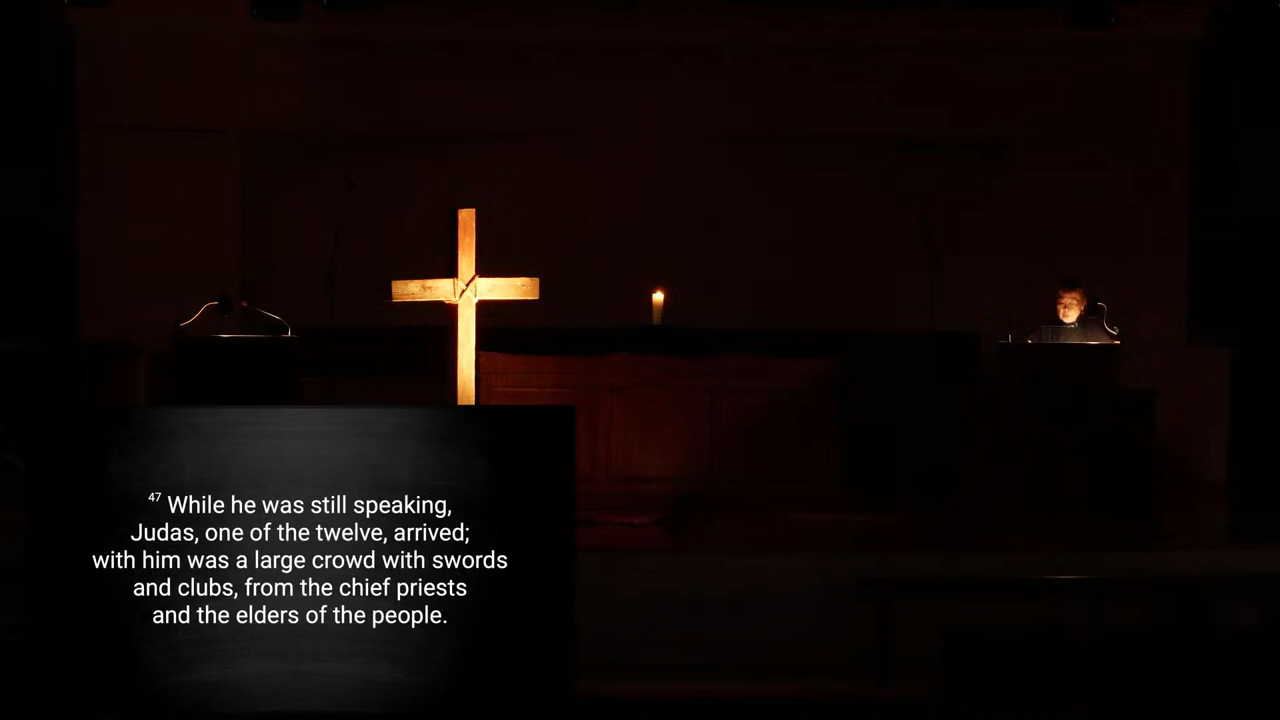 47 While he was still speaking,
Judas, one of the twelve, arrived;
with him was a large crowd with swords
and clubs, from the chief priests
and the elders of the people.